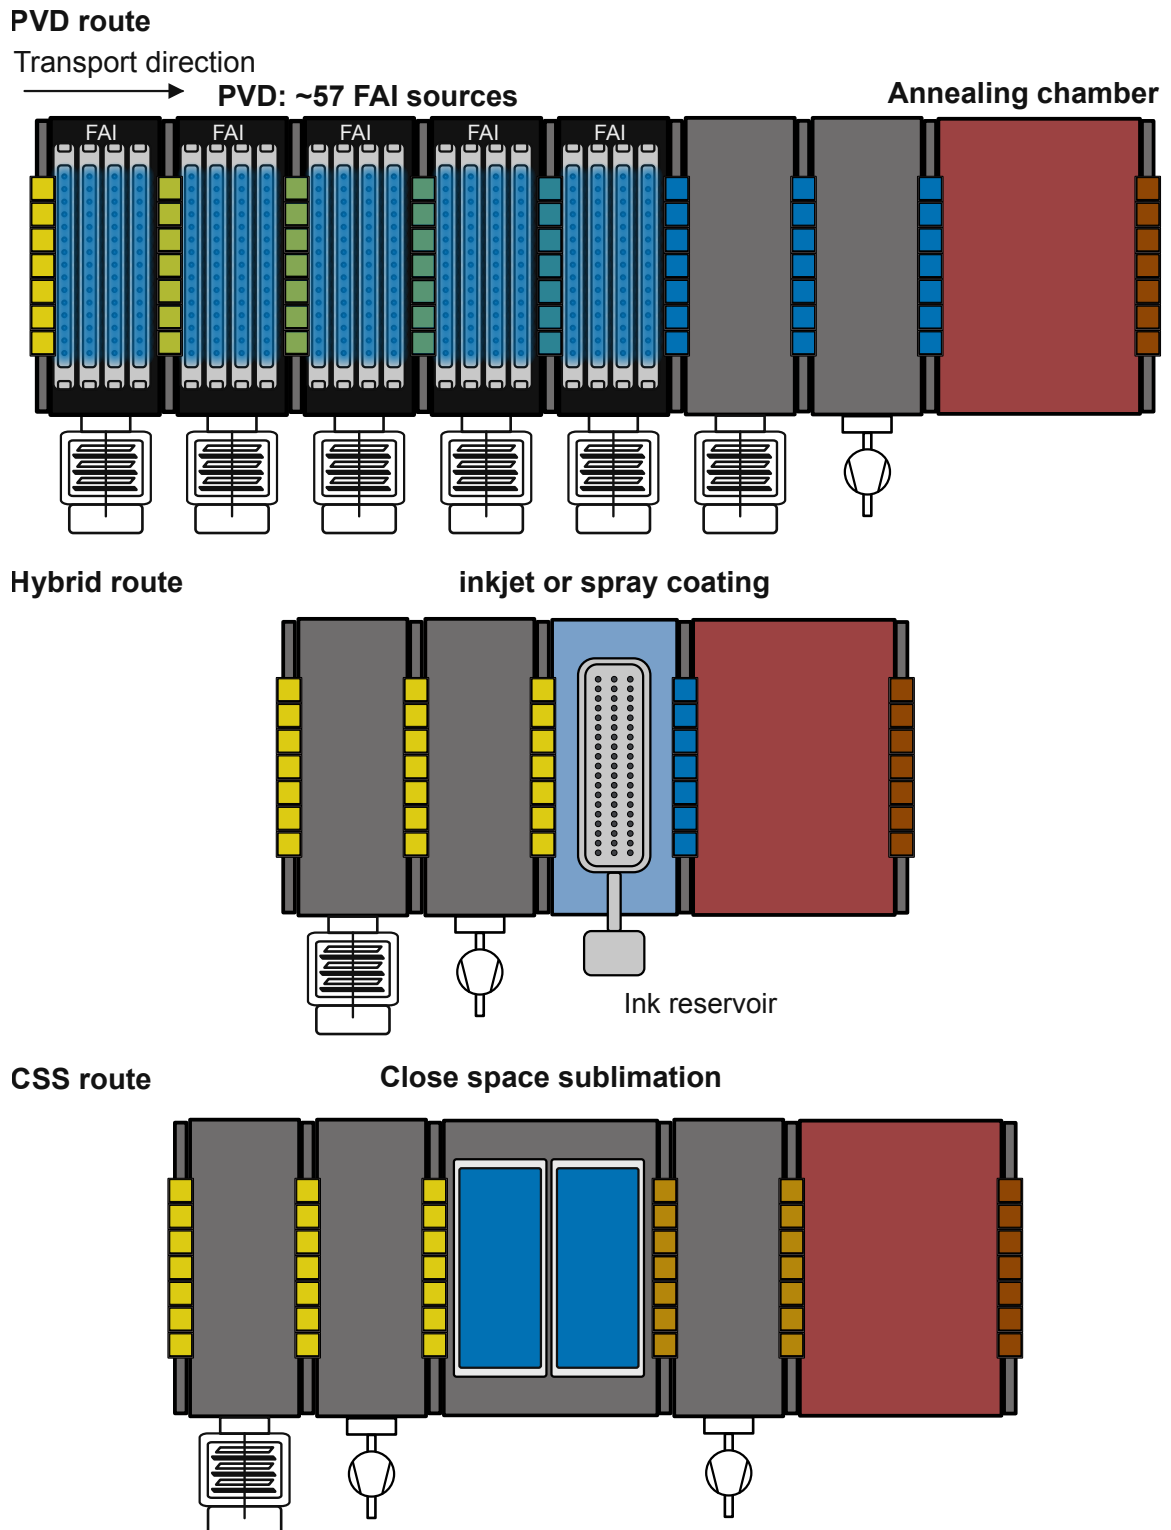 PVD route
Transport direction
PVD: ~57 FAI sources
Annealing chamber
FAI FAI FAI FAI FAI
Hybrid route
inkjet or spray coating
Ink reservoir
CSS route
Close space sublimation